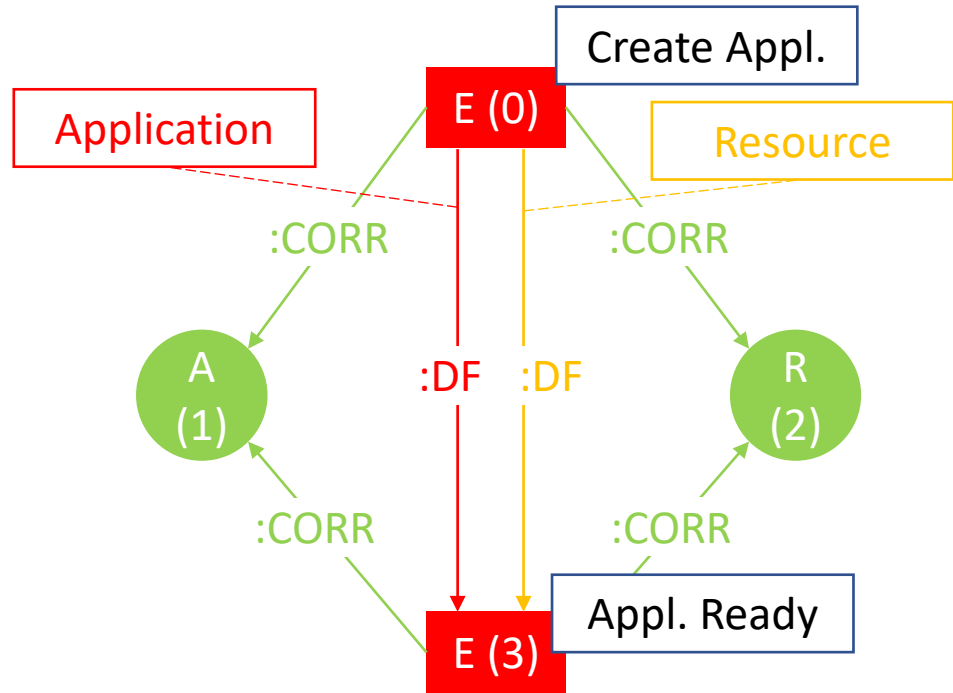 Create Appl.
E (0)
Application
Resource
:CORR
:CORR
A
(1)
:DF
:DF
R
(2)
:CORR
:CORR
Appl. Ready
E (3)